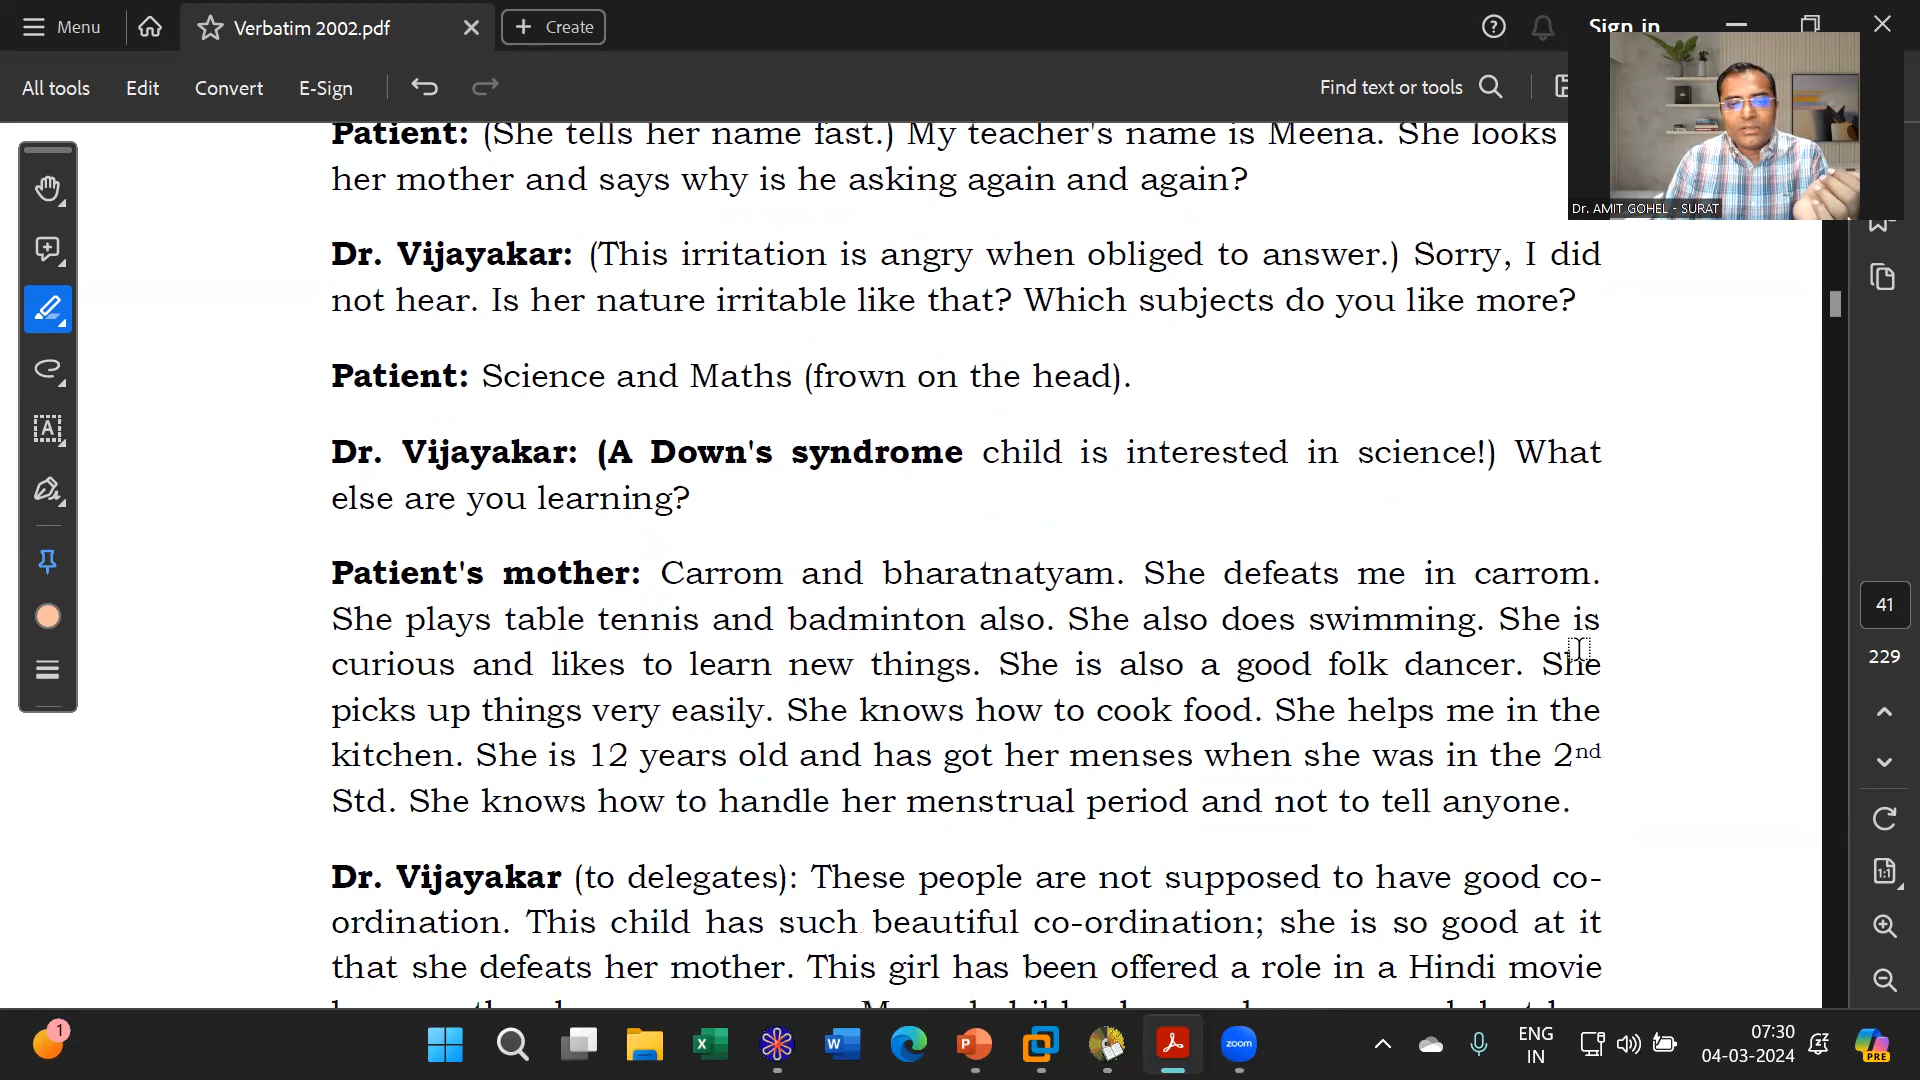 Menu
Verbatim 2002.pdf
Create
Sign in
All tools
Edit
Convert
E-Sign
Find text or tools
Dr. AMIT GOHEL - SURAT
Patient: (She tells her name fast.) My teacher's name is Meena. She looks
her mother and says why is he asking again and again?
Dr. Vijayakar: (This irritation is angry when obliged to answer.) Sorry, I did
not hear. Is her nature irritable like that? Which subjects do you like more?
Patient: Science and Maths (frown on the head).
Dr. Vijayakar: (A Down's syndrome child is interested in science!) What
else are you learning?
Patient's mother: Carrom and bharatnatyam. She defeats me in carrom.
She plays table tennis and badminton also. She also does swimming. She is
curious and likes to learn new things. She is also a good folk dancer. She
picks up things very easily. She knows how to cook food. She helps me in the
kitchen. She is 12 years old and has got her menses when she was in the 2nd
Std. She knows how to handle her menstrual period and not to tell anyone.
Dr. Vijayakar (to delegates): These people are not supposed to have good co-
ordination. This child has such beautiful co-ordination; she is so good at it
that she defeats her mother. This girl has been offered a role in a Hindi movie
41
229
1:1
1
zoom
ENG
IN
07:30
04-03-2024
PRE